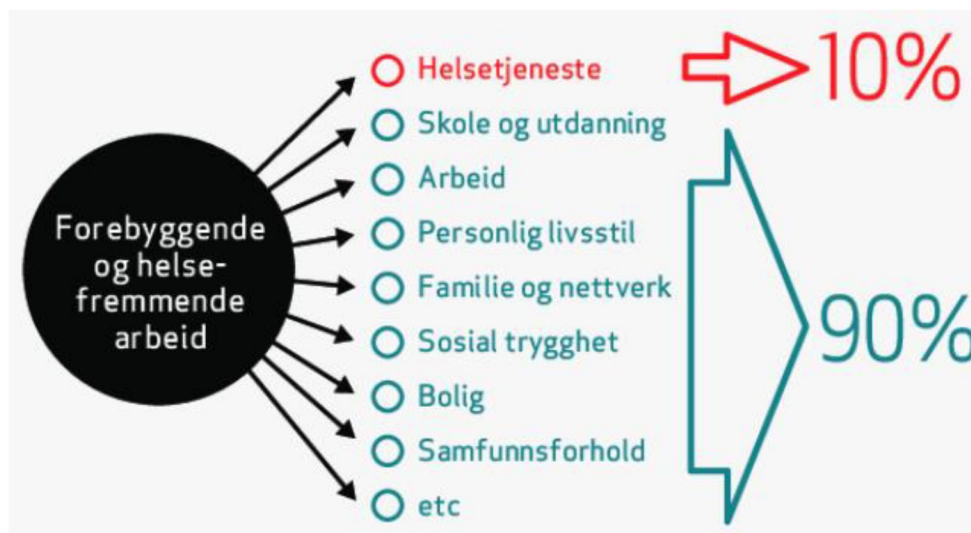 Forebyggende
og helse-
fremmende
arbeid
Helsetjeneste
Skole og utdanning
Arbeid
Personlig livsstil
Familie og nettverk
Sosial trygghet
Bolig
Samfunnsforhold
etc
10%
90%